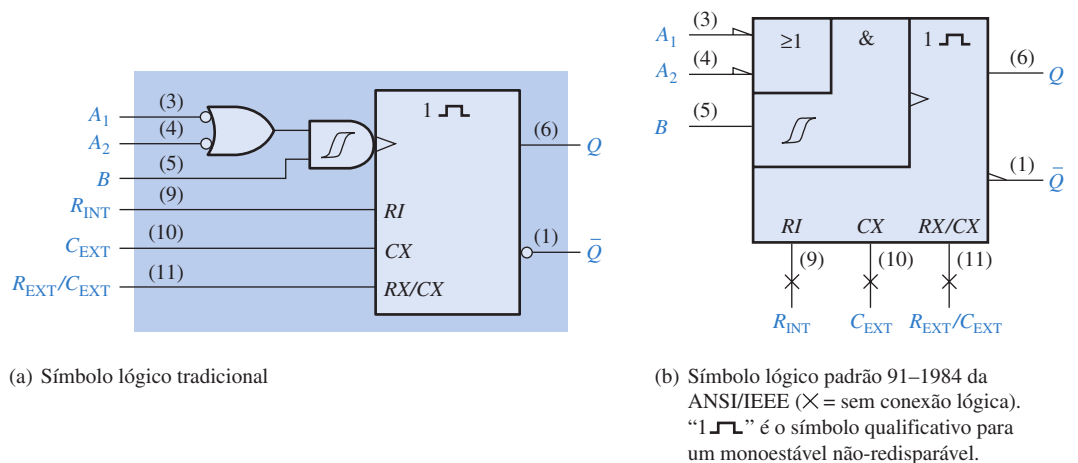 A1 (3)
A2 (4)
B (5)
RINT (9)
CEXT (10)
REXT/CEXT (11)
1
RI
CX
RX/CX
(6) Q
(1) Q̄
(a) Símbolo lógico tradicional
A1 (3)
A2 (4)
B (5)
≥1
&
1
(6) Q
(1) Q̄
RI CX RX/CX
(9) (10) (11)
RINT CEXT REXT/CEXT
(b) Símbolo lógico padrão 91–1984 da
ANSI/IEEE (× = sem conexão lógica).
“1 ” é o símbolo qualificativo para
um monoestável não-redisparável.